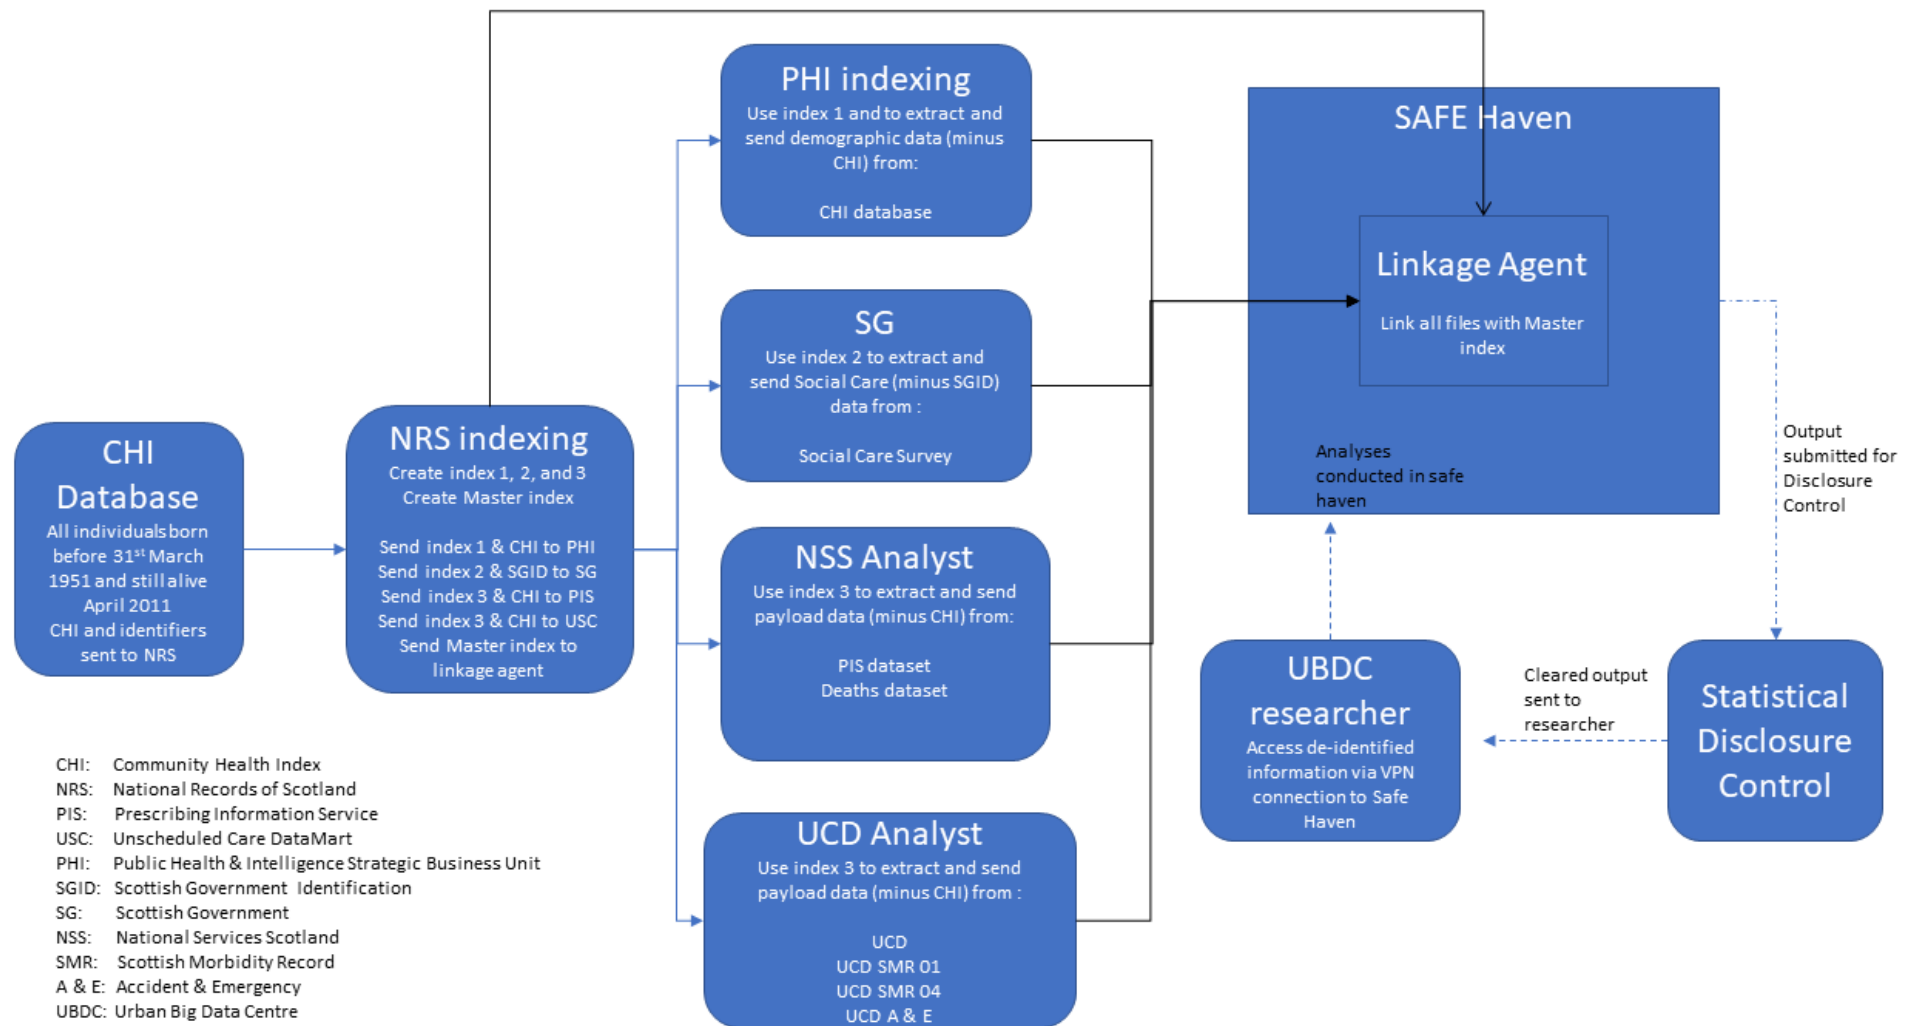 CHI
Database
All individuals born
before 31st March
1951 and still alive
April 2011
CHI and identifiers
sent to NRS
NRS indexing
Create index 1, 2, and 3
Create Master index
Send index 1 & CHI to PHI
Send index 2 & SGID to SG
Send index 3 & CHI to PIS
Send index 3 & CHI to USC
Send Master index to
linkage agent
PHI indexing
Use index 1 and to extract and
send demographic data (minus
CHI) from:
CHI database
SG
Use index 2 to extract and
send Social Care (minus SGID)
data from :
Social Care Survey
NSS Analyst
Use index 3 to extract and send
payload data (minus CHI) from:
PIS dataset
Deaths dataset
UCD Analyst
Use index 3 to extract and send
payload data (minus CHI) from :
UCD
UCD SMR 01
UCD SMR 04
UCD A & E
SAFE Haven
Linkage Agent
Link all files with Master
index
Analyses
conducted in safe
haven
Output
submitted for
Disclosure
Control
UBDC
researcher
Access de-identified
information via VPN
connection to Safe
Haven
Cleared output
sent to
researcher
Statistical
Disclosure
Control
CHI: Community Health Index
NRS: National Records of Scotland
PIS: Prescribing Information Service
USC: Unscheduled Care DataMart
PHI: Public Health & Intelligence Strategic Business Unit
SGID: Scottish Government Identification
SG: Scottish Government
NSS: National Services Scotland
SMR: Scottish Morbidity Record
A & E: Accident & Emergency
UBDC: Urban Big Data Centre